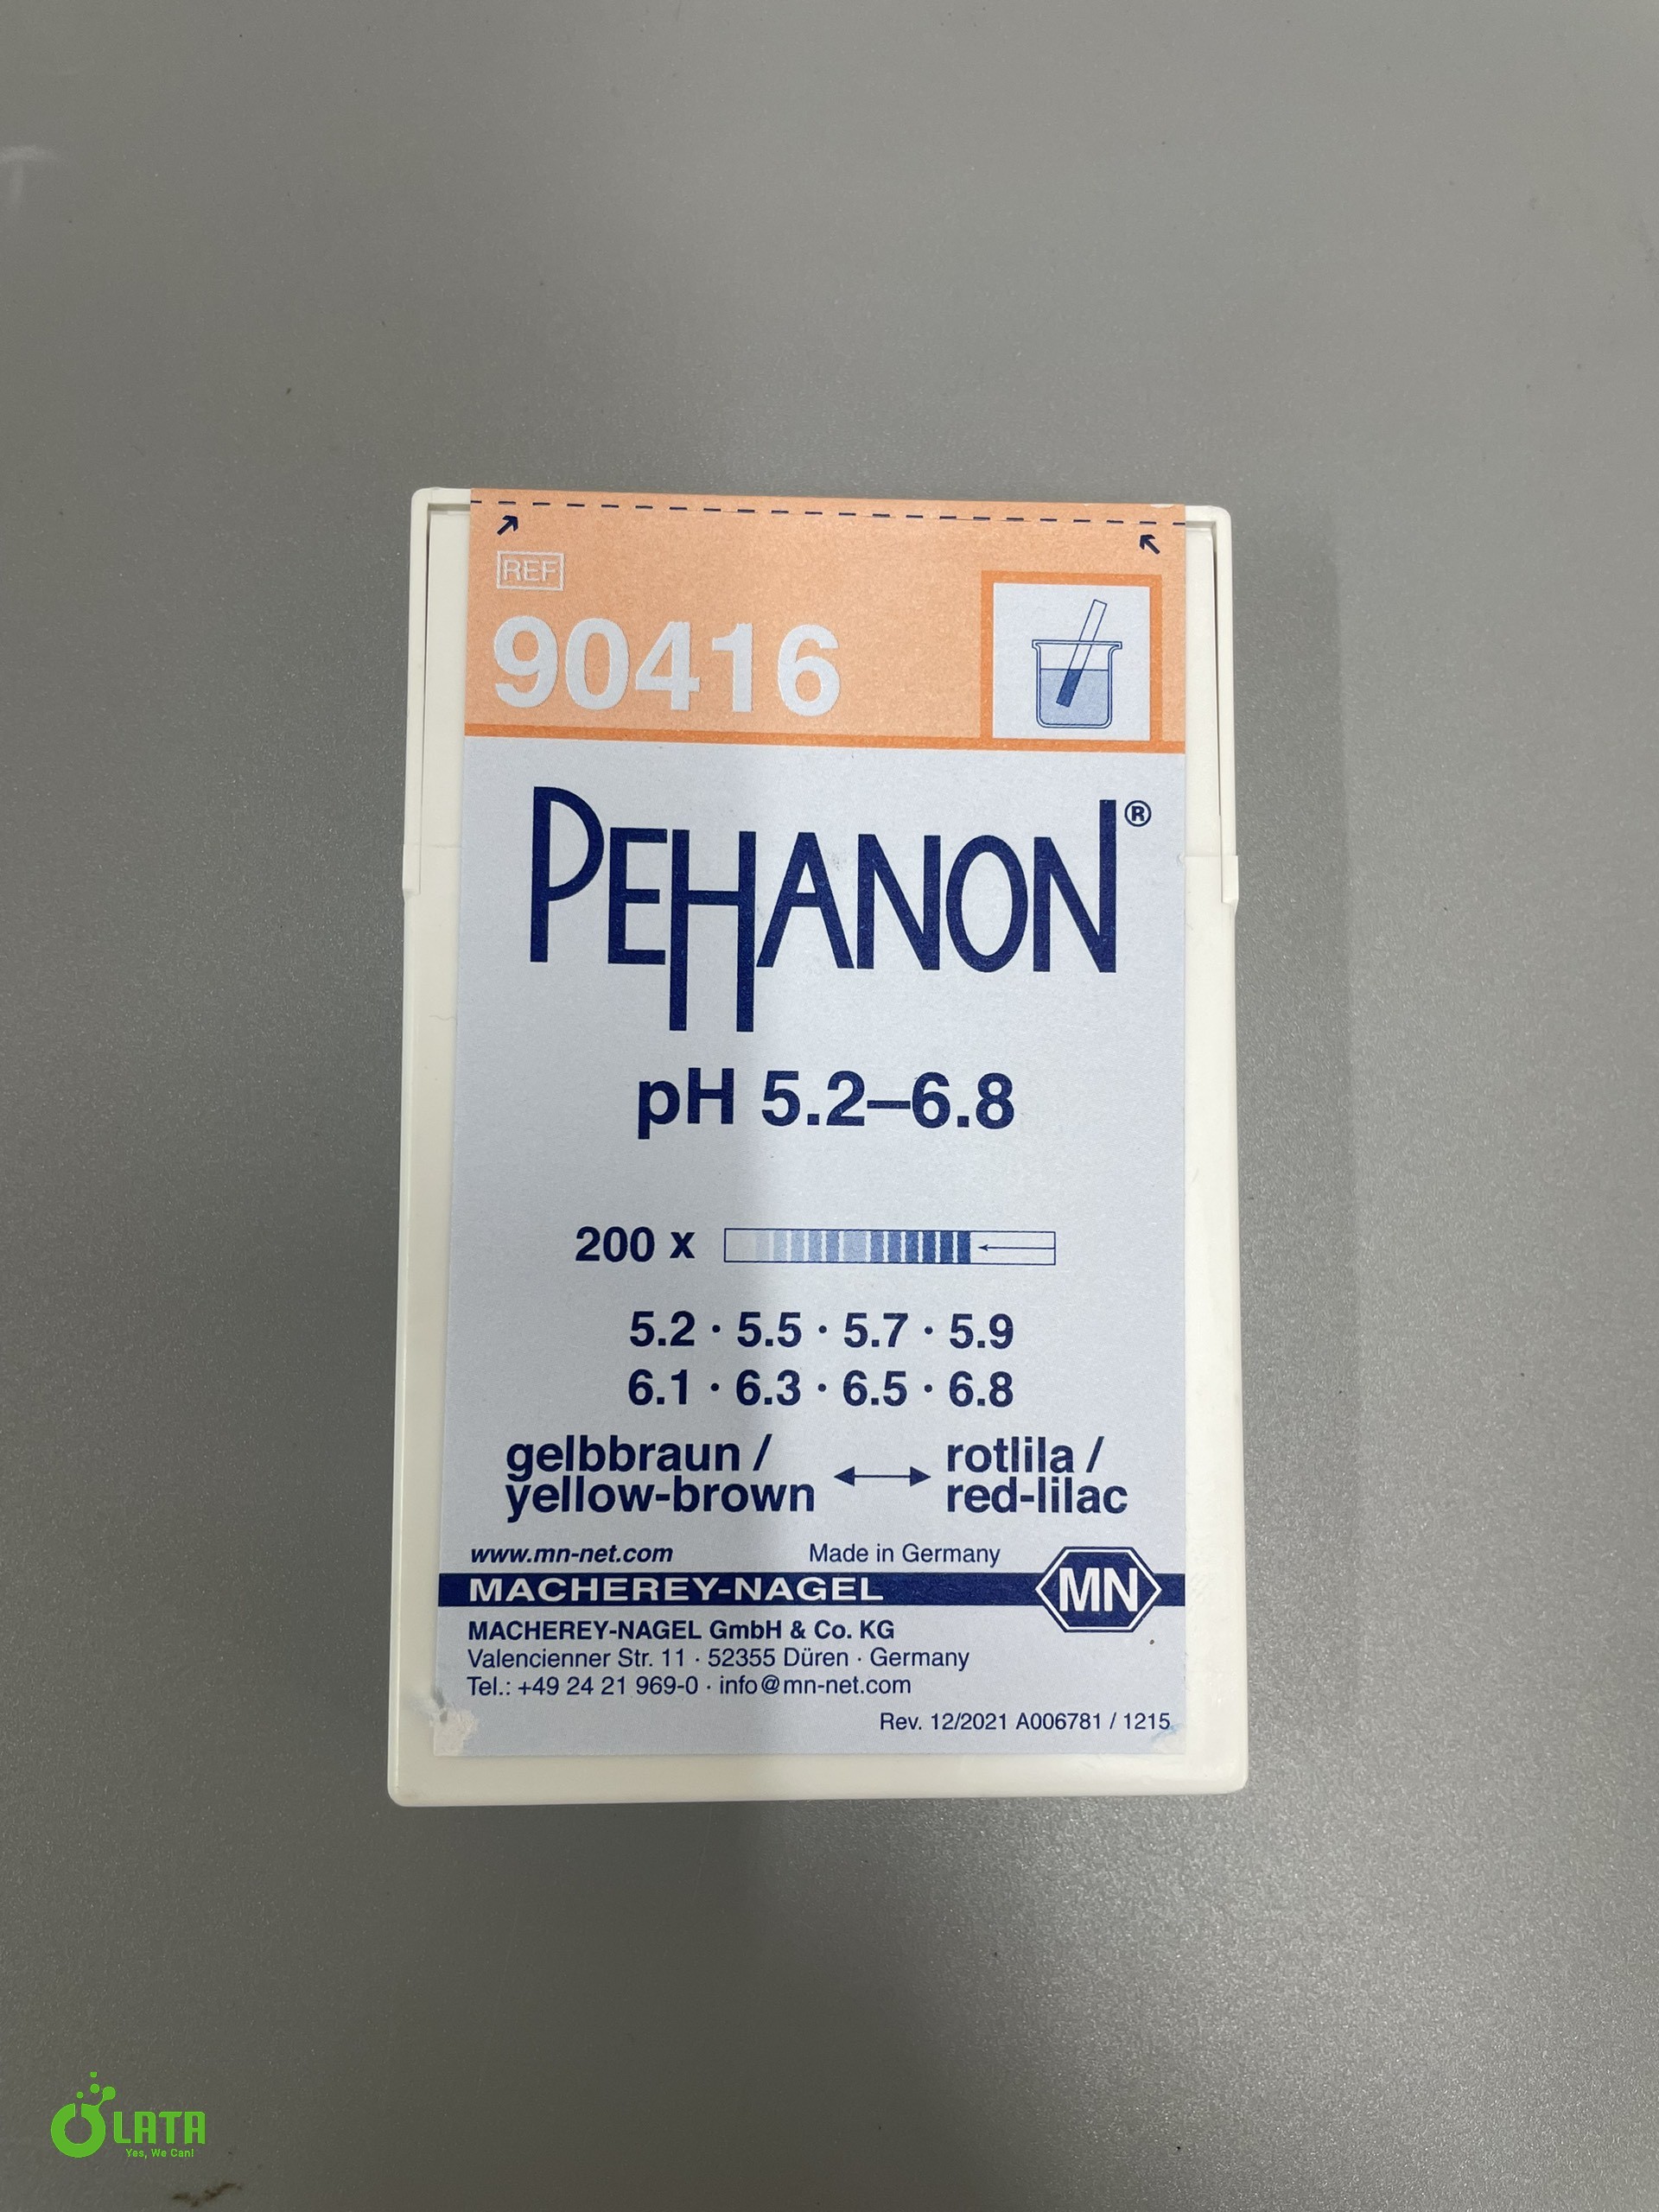 REF
90416
PEHANON®
pH 5.2–6.8
200 x
5.2 · 5.5 · 5.7 · 5.9
6.1 · 6.3 · 6.5 · 6.8
gelbbraun / rotlila /
yellow-brown red-lilac
www.mn-net.com Made in Germany
MACHEREY-NAGEL MN
MACHEREY-NAGEL GmbH & Co. KG
Valencienner Str. 11 · 52355 Düren · Germany
Tel.: +49 24 21 969-0 · info@mn-net.com
Rev. 12/2021 A006781 / 1215
LATA
Yes, We Can!